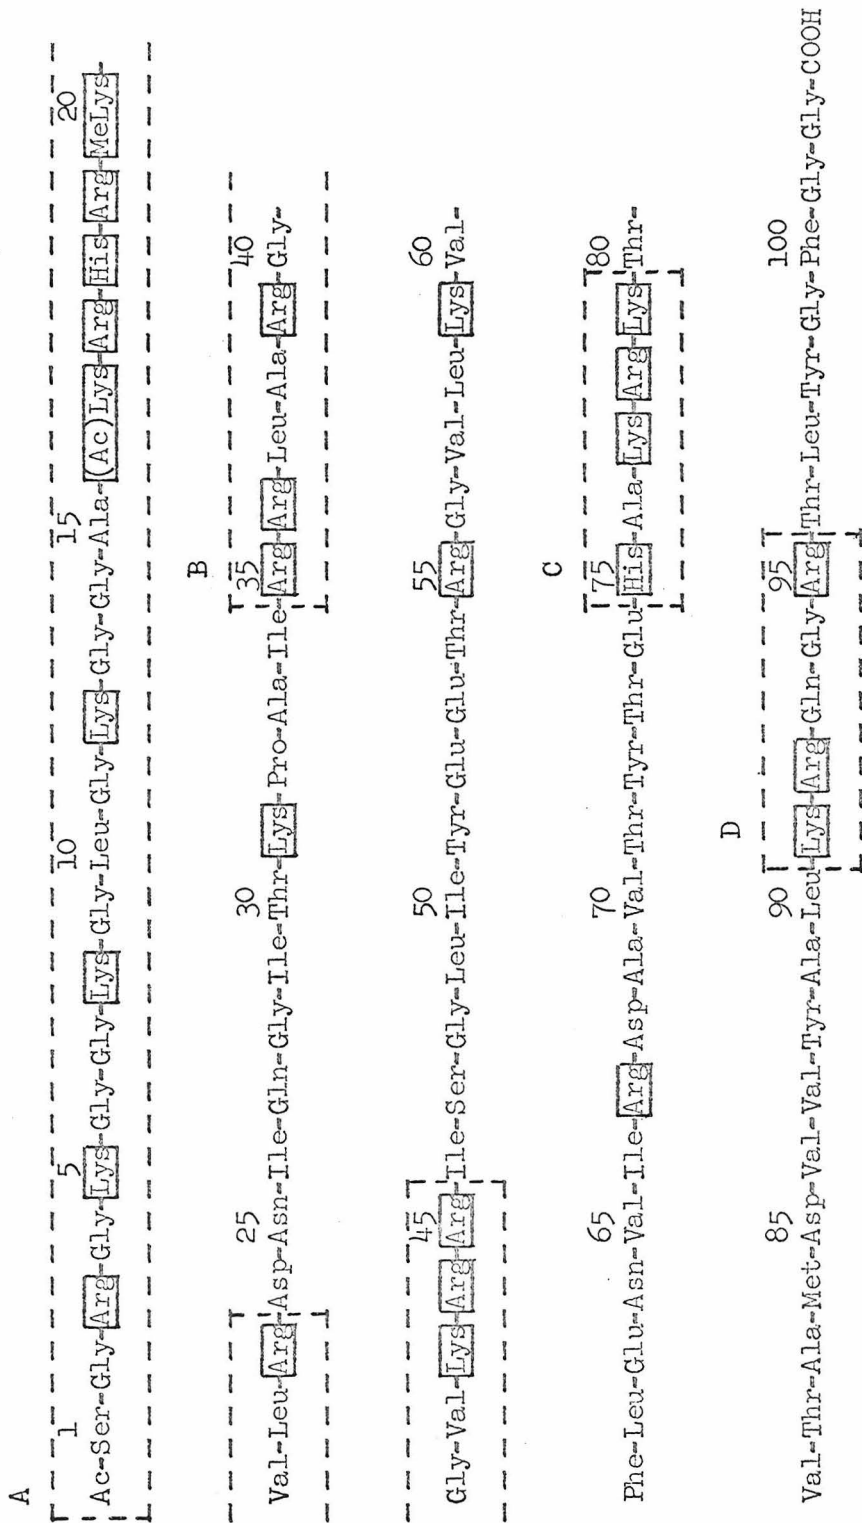 A
1 5 10 15 20
Ac-Ser-Gly-Arg-Gly-Lys-Gly-Gly-Gly-Lys-Gly-Leu-Gly-Lys-Gly-Gly-Ala-(Ac)Lys-Arg-His-Arg-MeLys-
B
25 30 35 40
Val-Leu-Arg-Asp-Asn-Ile-Gln-Gly-Ile-Thr-Lys-Pro-Ala-Ile-Arg-Arg-Leu-Ala-Arg-Gly-
45 50 55 60
Gly-Val-Lys-Arg-Arg-Ile-Ser-Gly-Leu-Ile-Tyr-Glu-Glu-Thr-Arg-Gly-Val-Leu-Lys-Val-
C
65 70 75 80
Phe-Leu-Glu-Asn-Val-Ile-Arg-Asp-Ala-Val-Thr-Tyr-Thr-Glu-His-Ala-Lys-Arg-Lys-Thr-
D
85 90 95 100
Val-Thr-Ala-Met-Asp-Val-Val-Tyr-Ala-Leu-Lys-Arg-Gln-Gly-Arg-Thr-Leu-Tyr-Gly-Phe-Gly-Gly-COOH